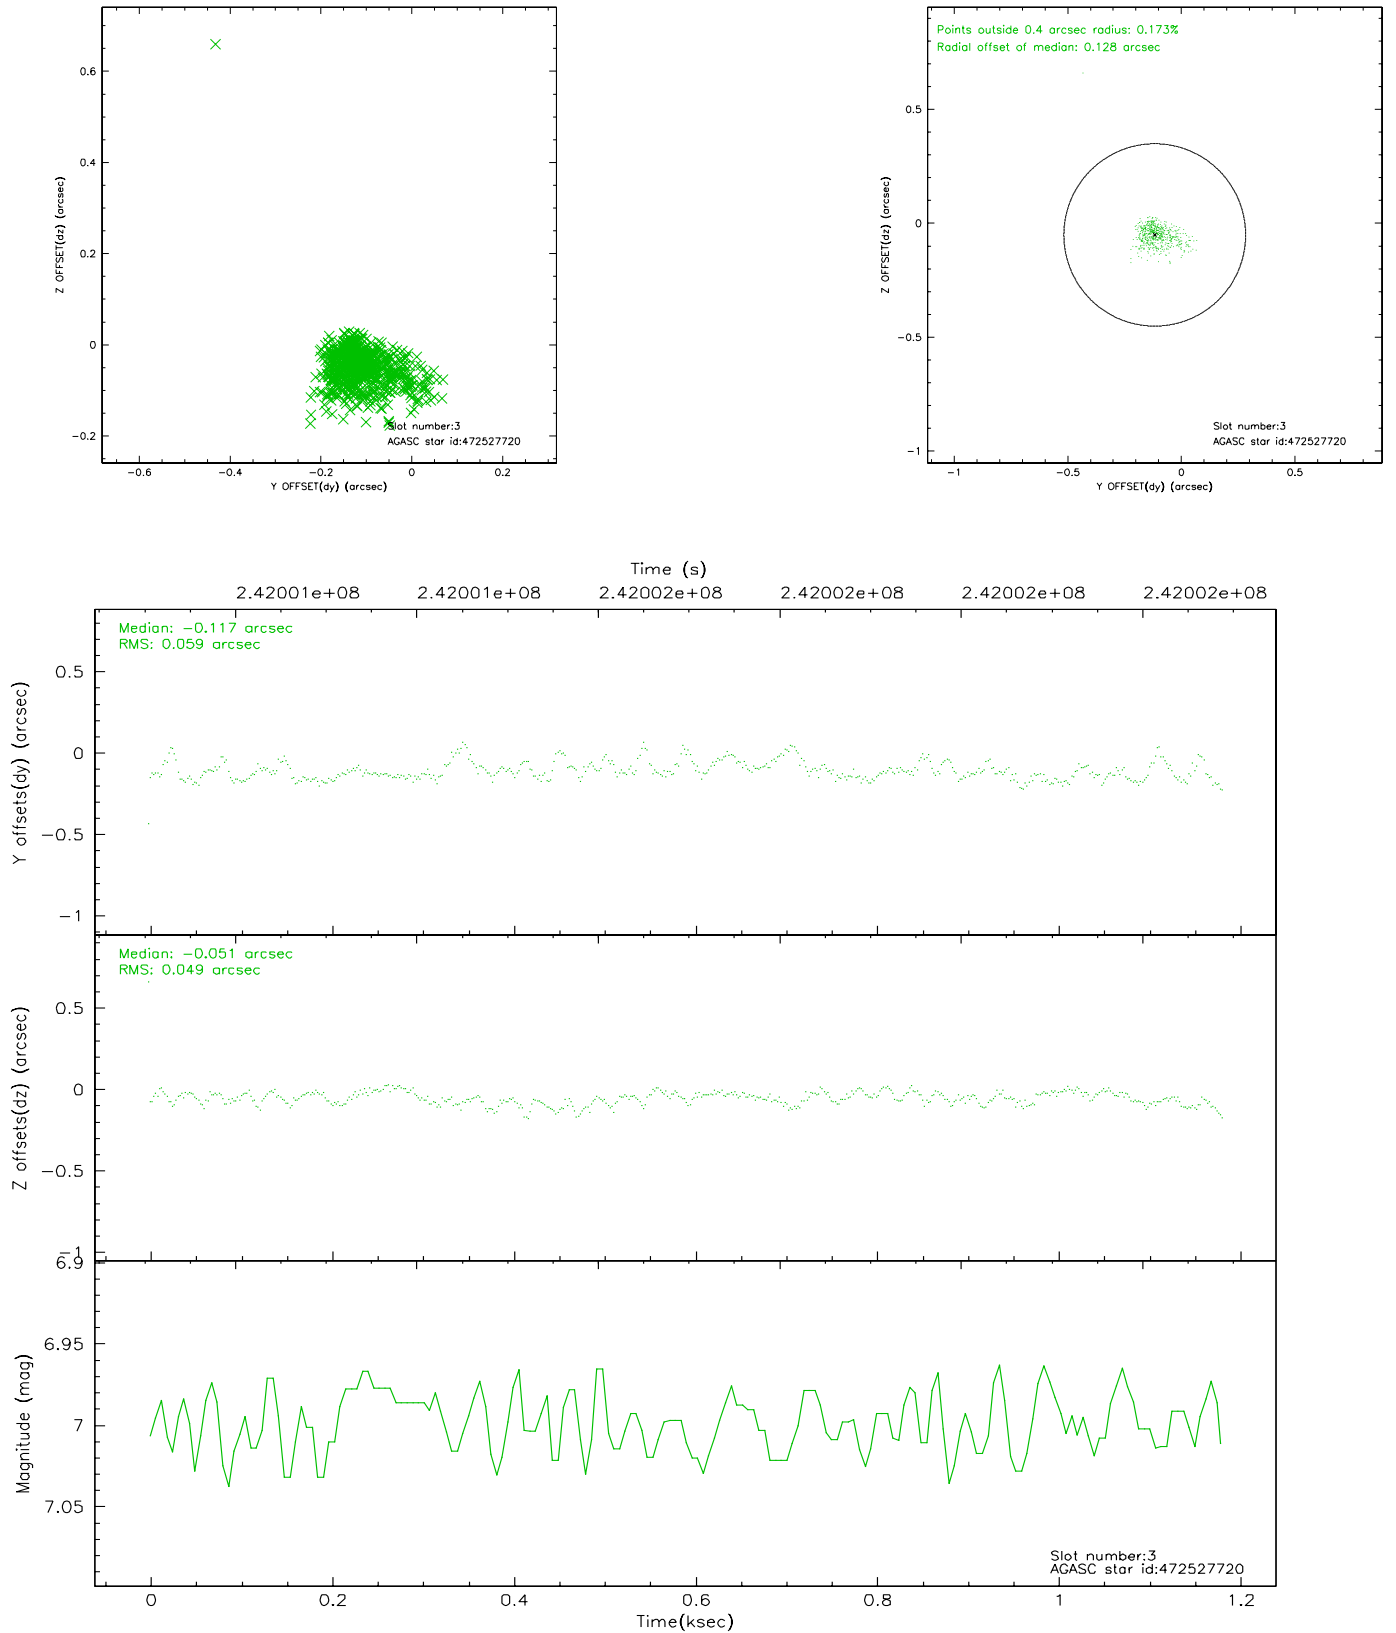 0.6
0.4
0.2
0
−0.2
Z OFFSET(dz) (arcsec)
Slot number:3
AGASC star id:472527720
−0.6 −0.4 −0.2 0 0.2
Y OFFSET(dy) (arcsec)
Points outside 0.4 arcsec radius: 0.173%
Radial offset of median: 0.128 arcsec
0.5
0
−0.5
−1
Z OFFSET(dz) (arcsec)
Slot number:3
AGASC star id:472527720
−1 −0.5 0 0.5
Y OFFSET(dy) (arcsec)
Time (s)
2.42001e+08 2.42001e+08 2.42002e+08 2.42002e+08 2.42002e+08 2.42002e+08
Median: −0.117 arcsec
RMS: 0.059 arcsec
0.5
0
−0.5
−1
Y offsets(dy) (arcsec)
Median: −0.051 arcsec
RMS: 0.049 arcsec
0.5
0
−0.5
−1
Z offsets(dz) (arcsec)
6.9
6.95
7
7.05
Magnitude (mag)
Slot number:3
AGASC star id:472527720
0 0.2 0.4 0.6 0.8 1 1.2
Time(ksec)